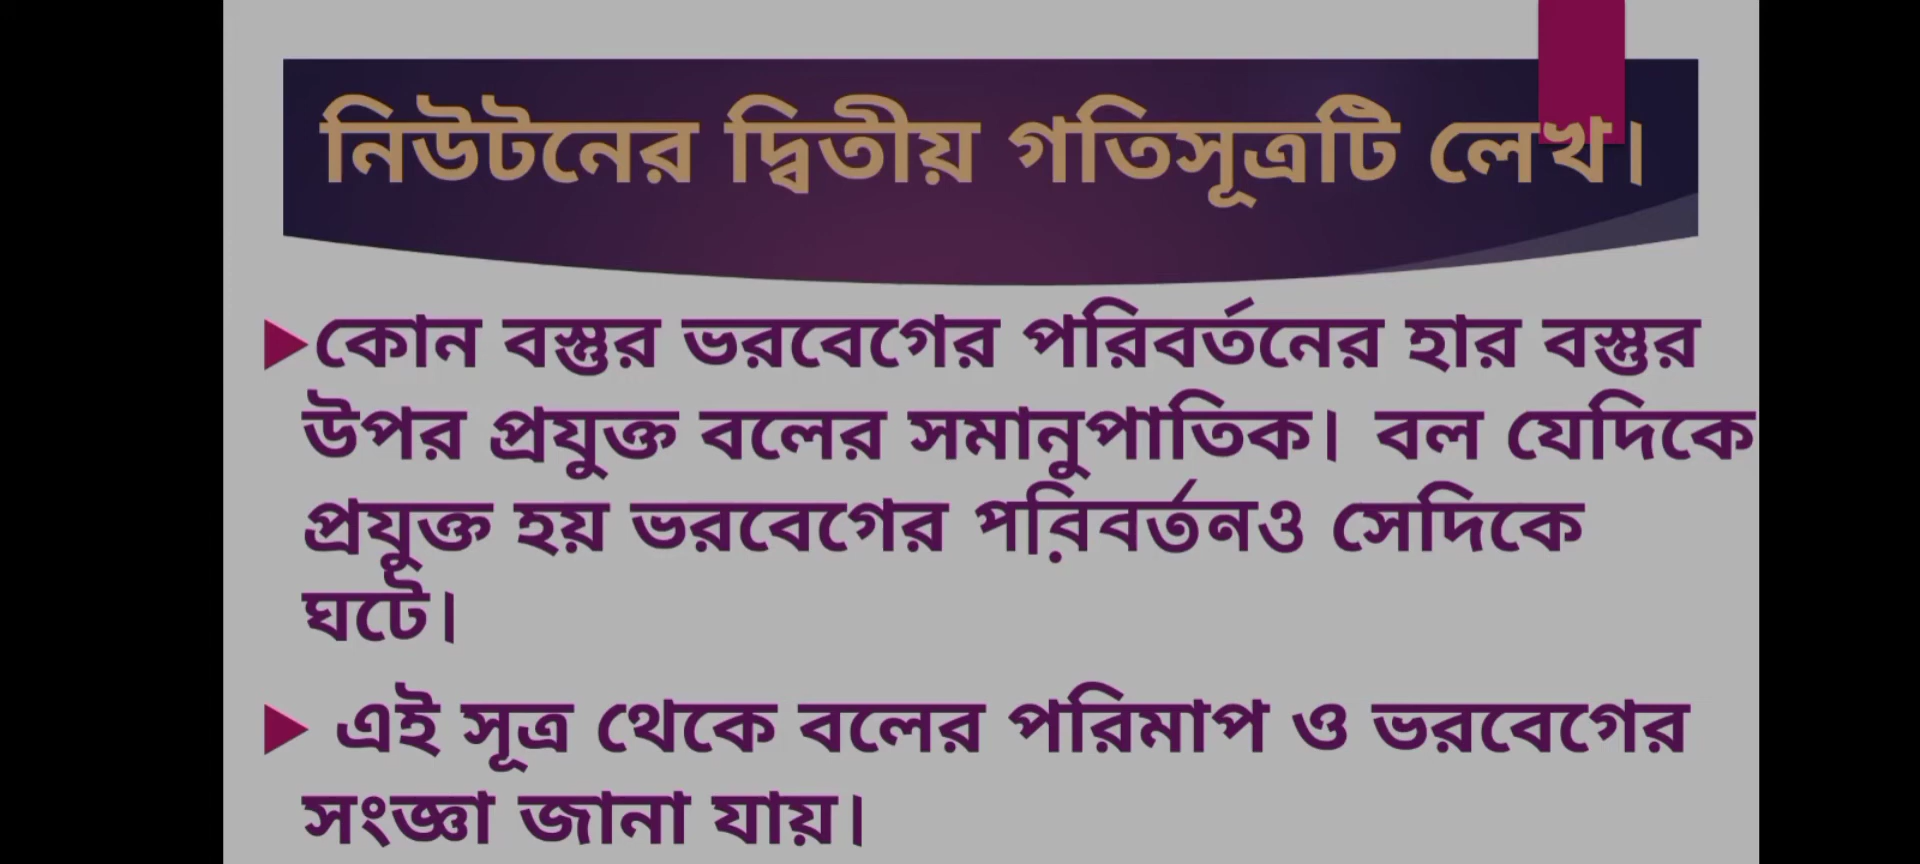 নিউটনের দ্বিতীয় গতিসূত্রটি লেখ।
কোন বস্তুর ভরবেগের পরিবর্তনের হার বস্তুর
উপর প্রযুক্ত বলের সমানুপাতিক। বল যেদিকে
প্রযুক্ত হয় ভরবেগের পরিবর্তনও সেদিকে
ঘটে।
এই সূত্র থেকে বলের পরিমাপ ও ভরবেগের
সংজ্ঞা জানা যায়।